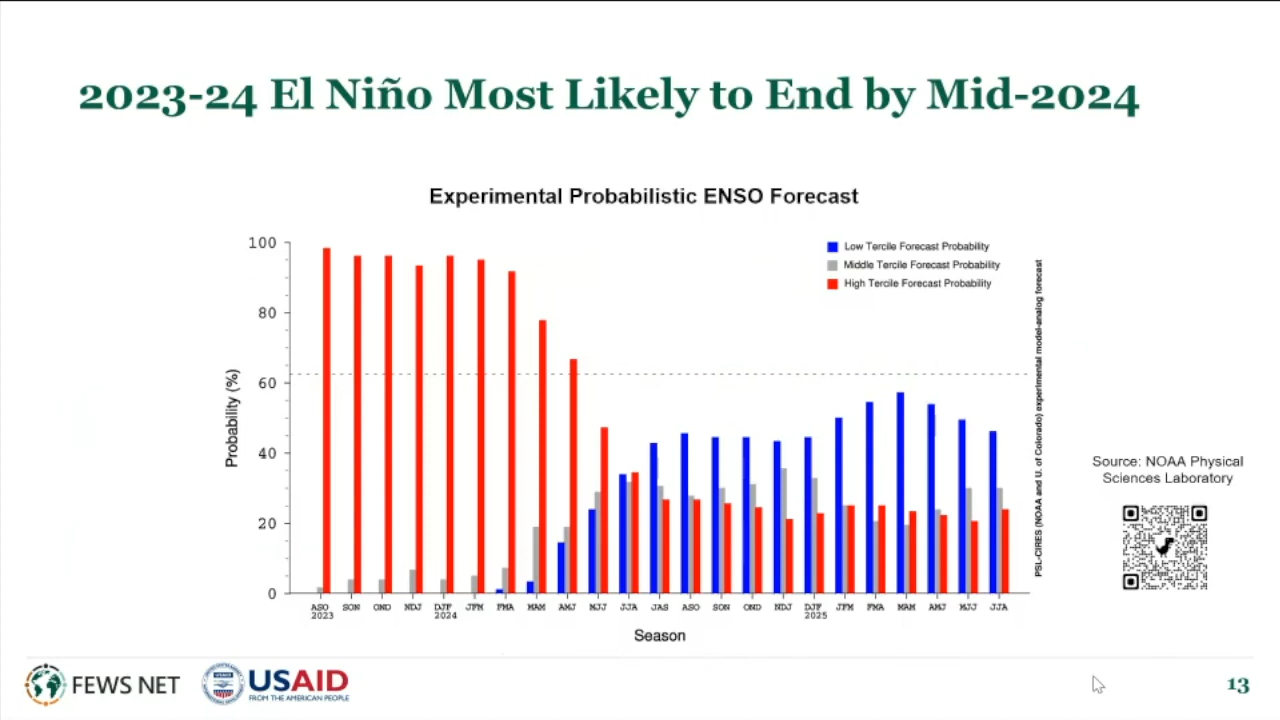 2023-24 El Niño Most Likely to End by Mid-2024
Experimental Probabilistic ENSO Forecast
Low Tercile Forecast Probability
Middle Tercile Forecast Probability
High Tercile Forecast Probability
100
80
60
40
20
0
Probability (%)
ASO SON OND NDJ DJF JFM FMA MAM AMJ MJJ JJA JAS ASO SON OND NDJ DJF JFM FMA MAM AMJ MJJ JJA
2023 2024 2025
Season
PSL-CIRES (NOAA and U. of Colorado) experimental model-analog forecast
Source: NOAA Physical
Sciences Laboratory
FEWS NET
USAID
FROM THE AMERICAN PEOPLE
13